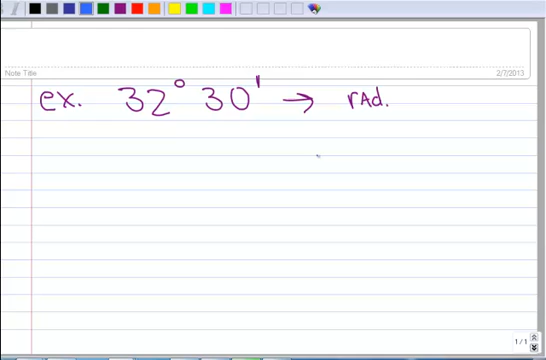 Note Title
2/7/2013
ex. 32° 30' → rad.
1/1